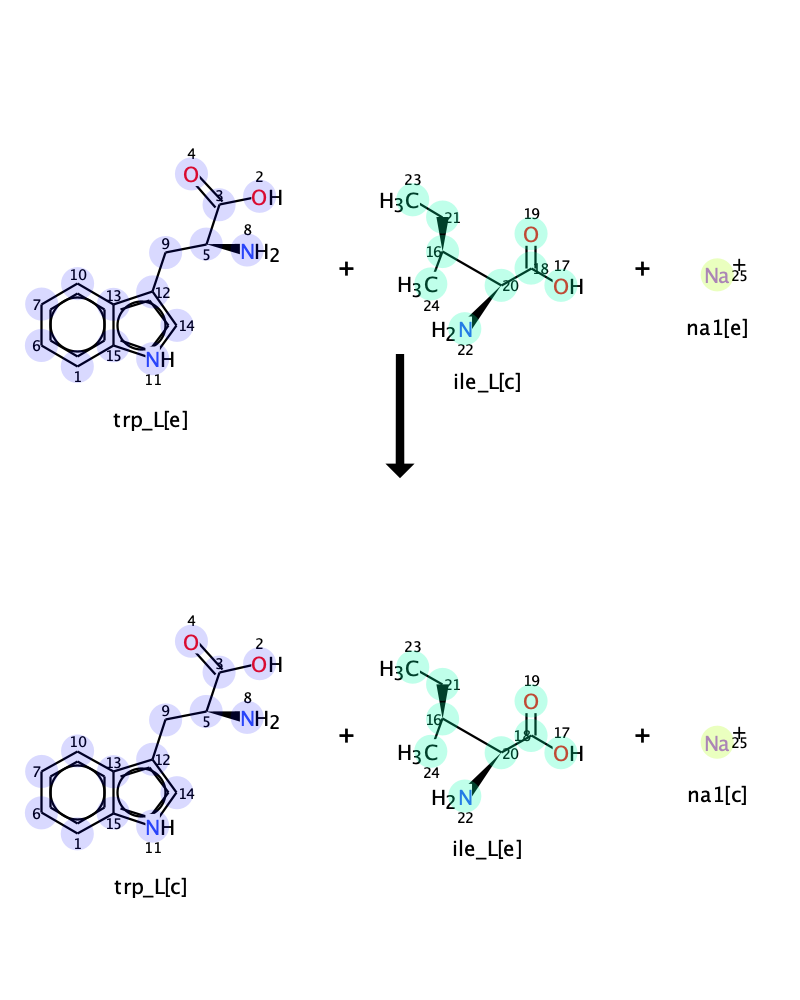 4
2
O
3
OH
8
9
5
NH2
10
7
13
12
14
6
15
NH
1
11
trp_L[e]
+
23
H3C
21
19
O
16
18
17
H3C
20
OH
24
H2N
22
ile_L[c]
+
Na+
25
na1[e]
4
2
O
3
OH
8
9
5
NH2
10
7
13
12
14
6
15
NH
1
11
trp_L[c]
+
23
H3C
21
19
O
16
18
17
H3C
20
OH
24
H2N
22
ile_L[e]
+
Na+
25
na1[c]